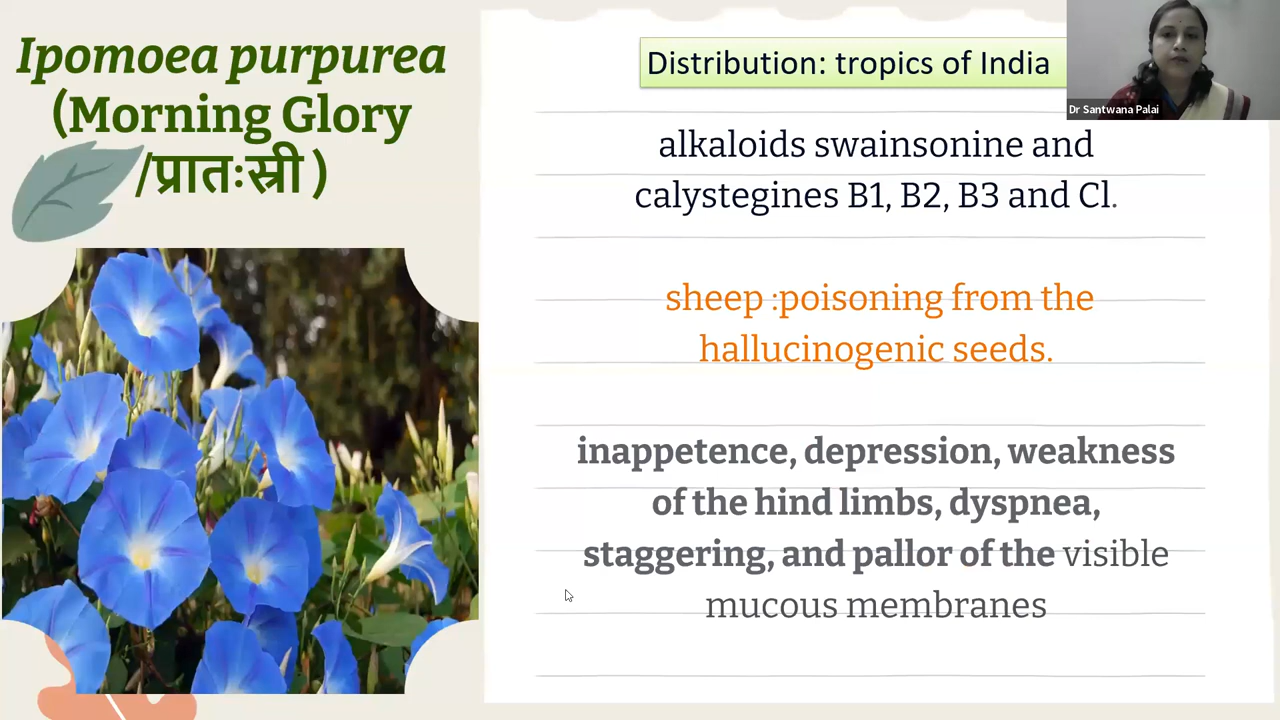 Ipomoea purpurea
(Morning Glory
/प्रातःस्री )
Distribution: tropics of India
Dr Santwana Palai
alkaloids swainsonine and
calystegines B1, B2, B3 and Cl.
sheep :poisoning from the
hallucinogenic seeds.
inappetence, depression, weakness
of the hind limbs, dyspnea,
staggering, and pallor of the visible
mucous membranes